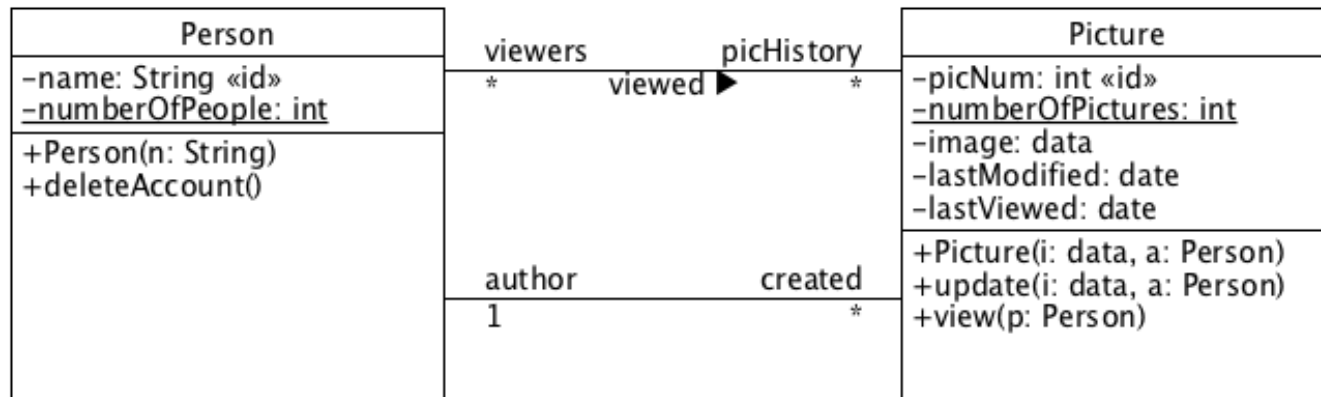 Person
-name: String «id»
-numberOfPeople: int
+Person(n: String)
+deleteAccount()
viewers picHistory
* viewed ▶ *
author created
1 *
Picture
-picNum: int «id»
-numberOfPictures: int
-image: data
-lastModified: date
-lastViewed: date
+Picture(i: data, a: Person)
+update(i: data, a: Person)
+view(p: Person)